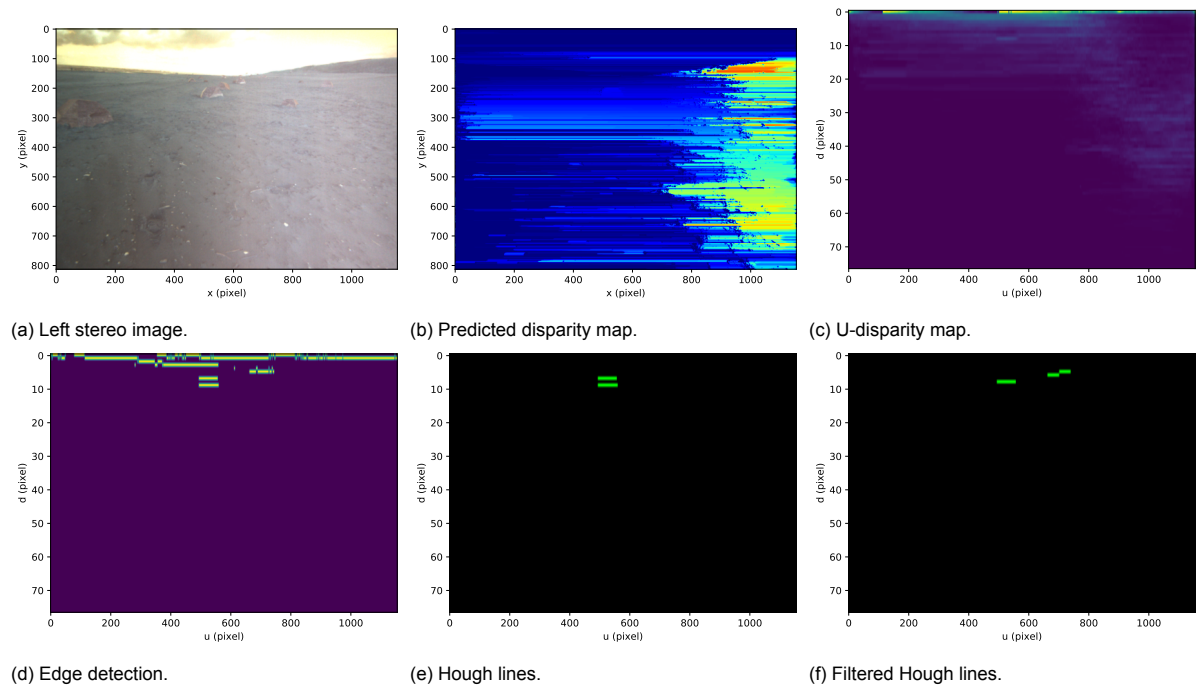 0
100
200
300
400
500
600
700
800
y (pixel)
0 200 400 600 800 1000
x (pixel)
(a) Left stereo image.
0
100
200
300
400
500
600
700
800
y (pixel)
0 200 400 600 800 1000
x (pixel)
(b) Predicted disparity map.
0
10
20
30
40
50
60
70
d (pixel)
0 200 400 600 800 1000
u (pixel)
(c) U-disparity map.
0
10
20
30
40
50
60
70
d (pixel)
0 200 400 600 800 1000
u (pixel)
(d) Edge detection.
0
10
20
30
40
50
60
70
d (pixel)
0 200 400 600 800 1000
u (pixel)
(e) Hough lines.
0
10
20
30
40
50
60
70
d (pixel)
0 200 400 600 800 1000
u (pixel)
(f) Filtered Hough lines.